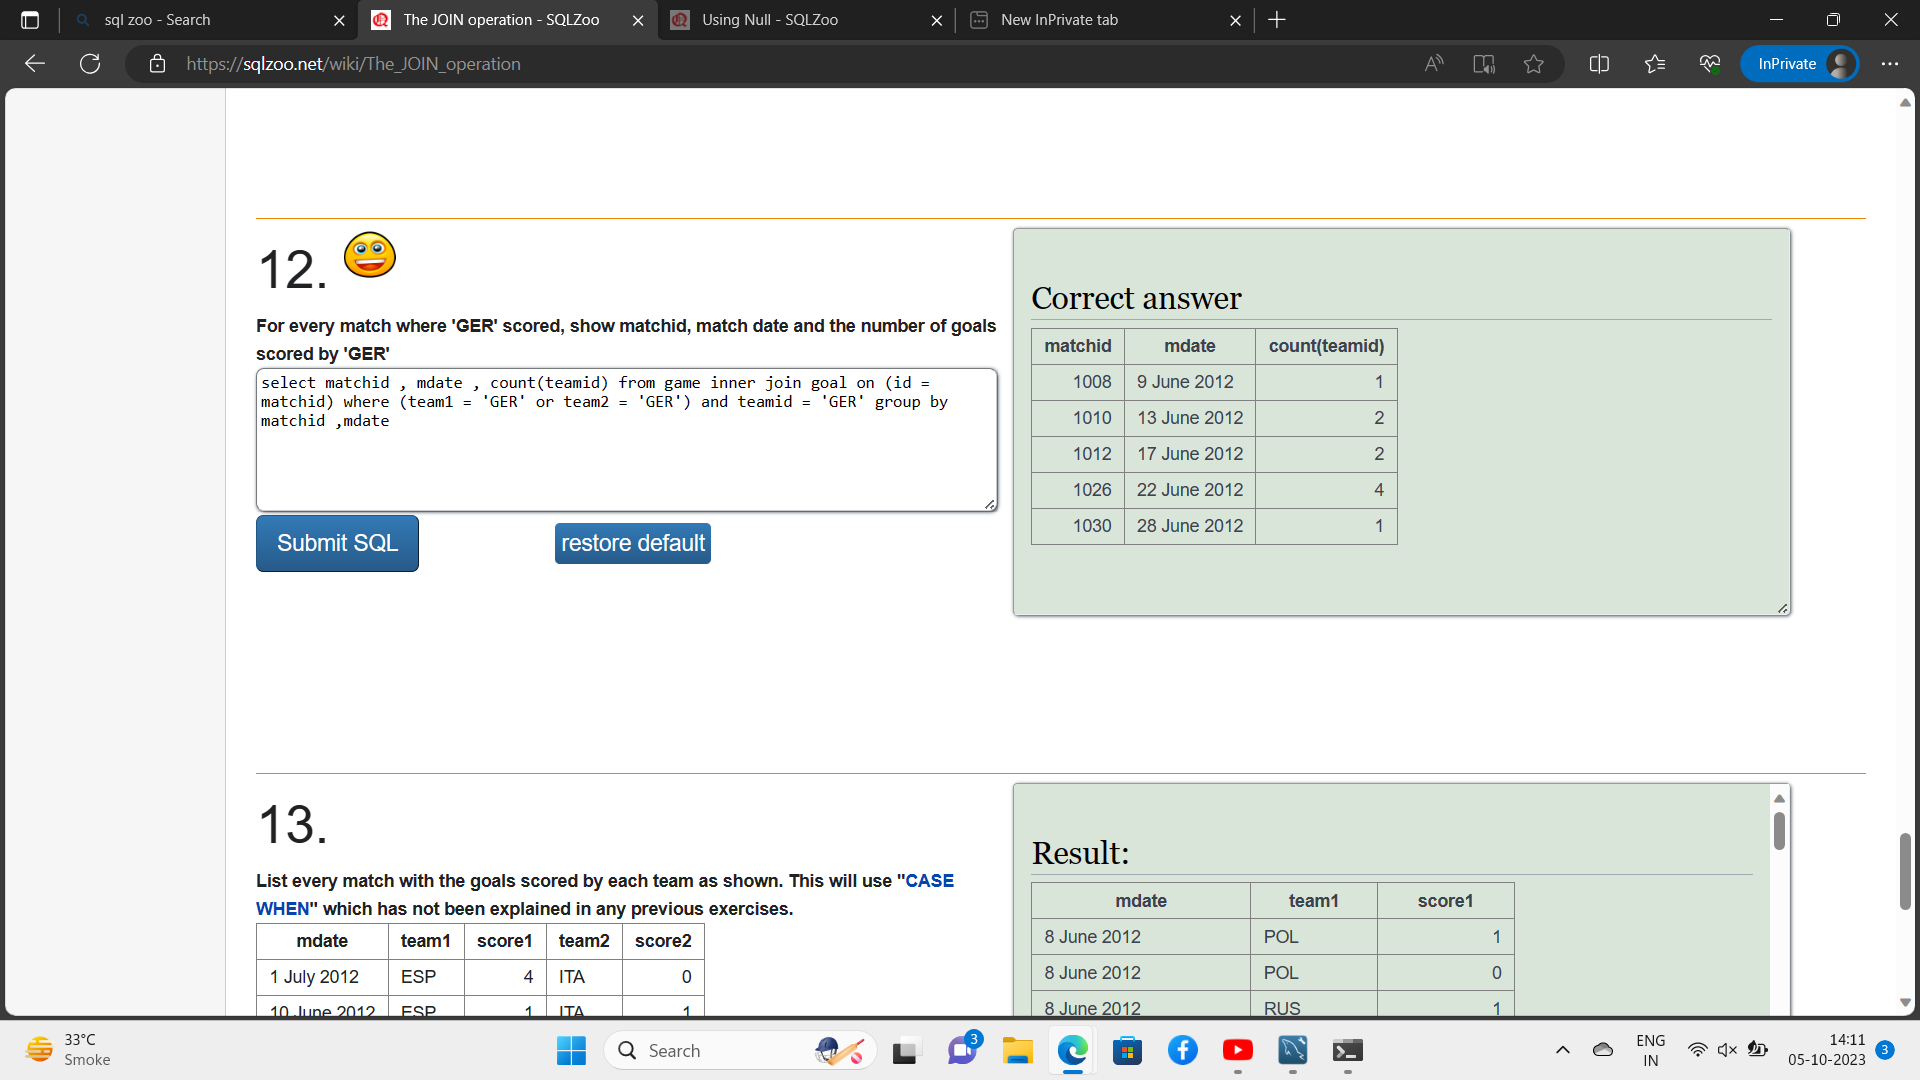 sql zoo - Search
The JOIN operation - SQLZoo
Using Null - SQLZoo
New InPrivate tab
https://sqlzoo.net/wiki/The_JOIN_operation
InPrivate
12.
For every match where 'GER' scored, show matchid, match date and the number of goals
scored by 'GER'
select matchid , mdate , count(teamid) from game inner join goal on (id =
matchid) where (team1 = 'GER' or team2 = 'GER') and teamid = 'GER' group by
matchid ,mdate
Submit SQL
restore default
Correct answer
matchid mdate count(teamid)
1008 9 June 2012 1
1010 13 June 2012 2
1012 17 June 2012 2
1026 22 June 2012 4
1030 28 June 2012 1
13.
List every match with the goals scored by each team as shown. This will use "CASE
WHEN" which has not been explained in any previous exercises.
mdate team1 score1 team2 score2
1 July 2012 ESP 4 ITA 0
10 June 2012 ESP 1 ITA 1
Result:
mdate team1 score1
8 June 2012 POL 1
8 June 2012 POL 0
8 June 2012 RUS 1
33°C
Smoke
Search
3
ENG
IN
14:11
05-10-2023
3